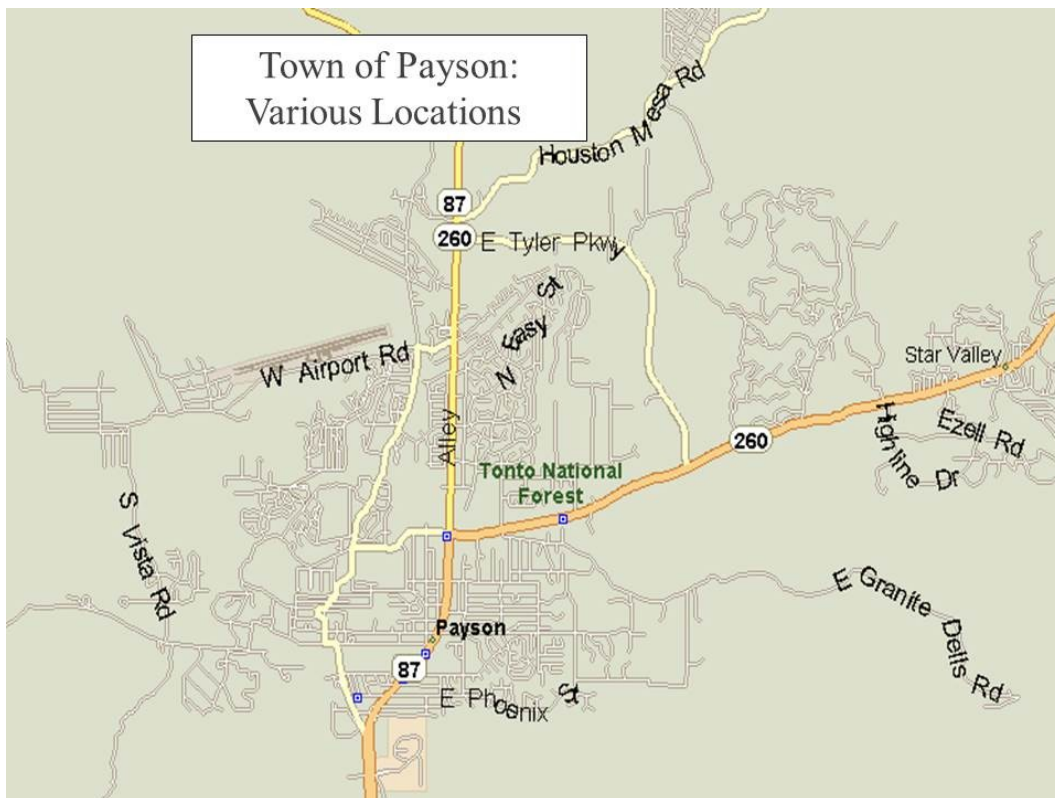 Town of Payson:
Various Locations
Houston Mesa Rd
87
260
E Tyler Pkwy
N Easy St
W Airport Rd
Star Valley
Alley
Highline Dr
Ezell Rd
260
Tonto National
Forest
S Vista Rd
E Granite Dells Rd
Payson
87
E Phoenix St